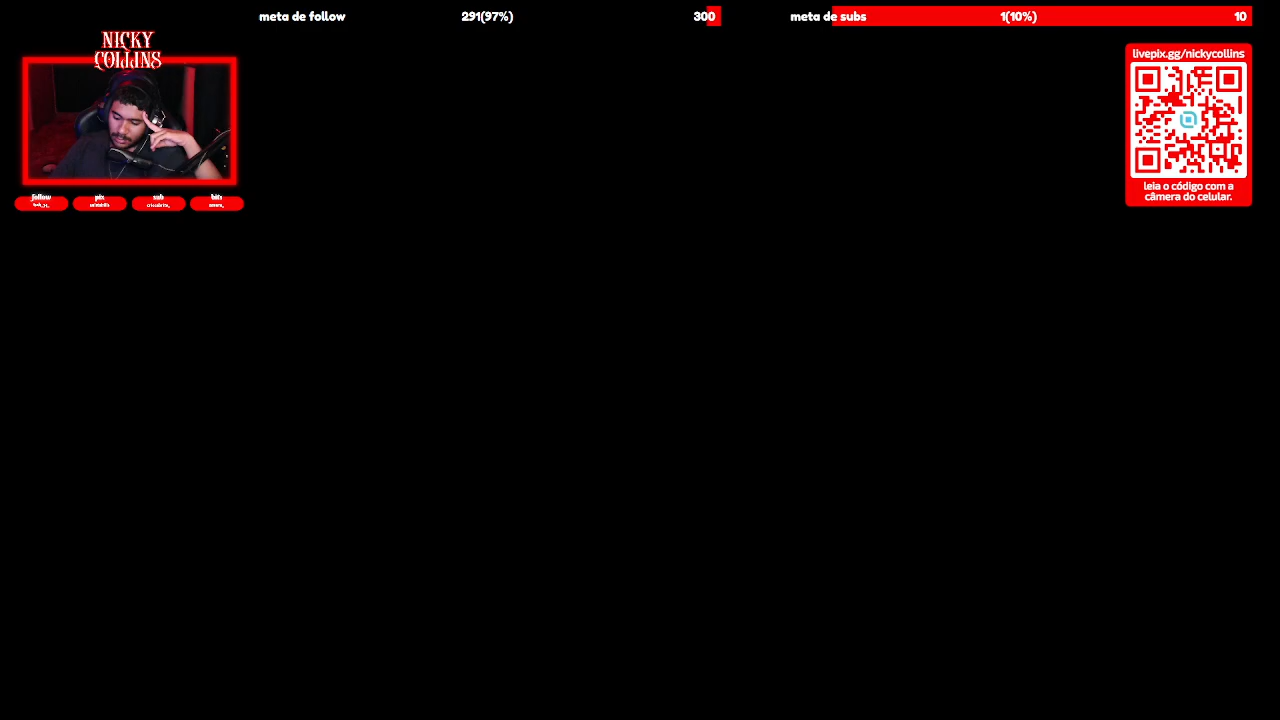 meta de follow 291(97%) 300
meta de subs 1(10%) 10
NICKY
COLLINS
livepix.gg/nickycollins
leia o código com a
câmera do celular.
follow
pix
sub
bits